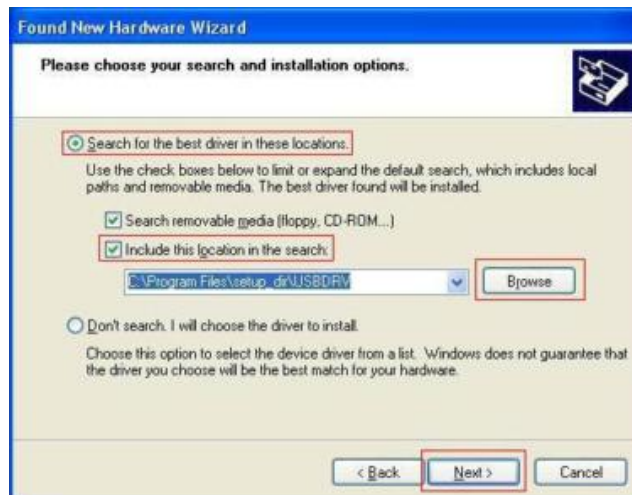 Found New Hardware Wizard
Please choose your search and installation options.
Search for the best driver in these locations.
Use the check boxes below to limit or expand the default search, which includes local
paths and removable media. The best driver found will be installed.
Search removable media (floppy, CD-ROM...)
Include this location in the search:
C:\Program Files\setup_dir\USBDRV
Browse
Don't search. I will choose the driver to install.
Choose this option to select the device driver from a list. Windows does not guarantee that
the driver you choose will be the best match for your hardware.
< Back Next > Cancel